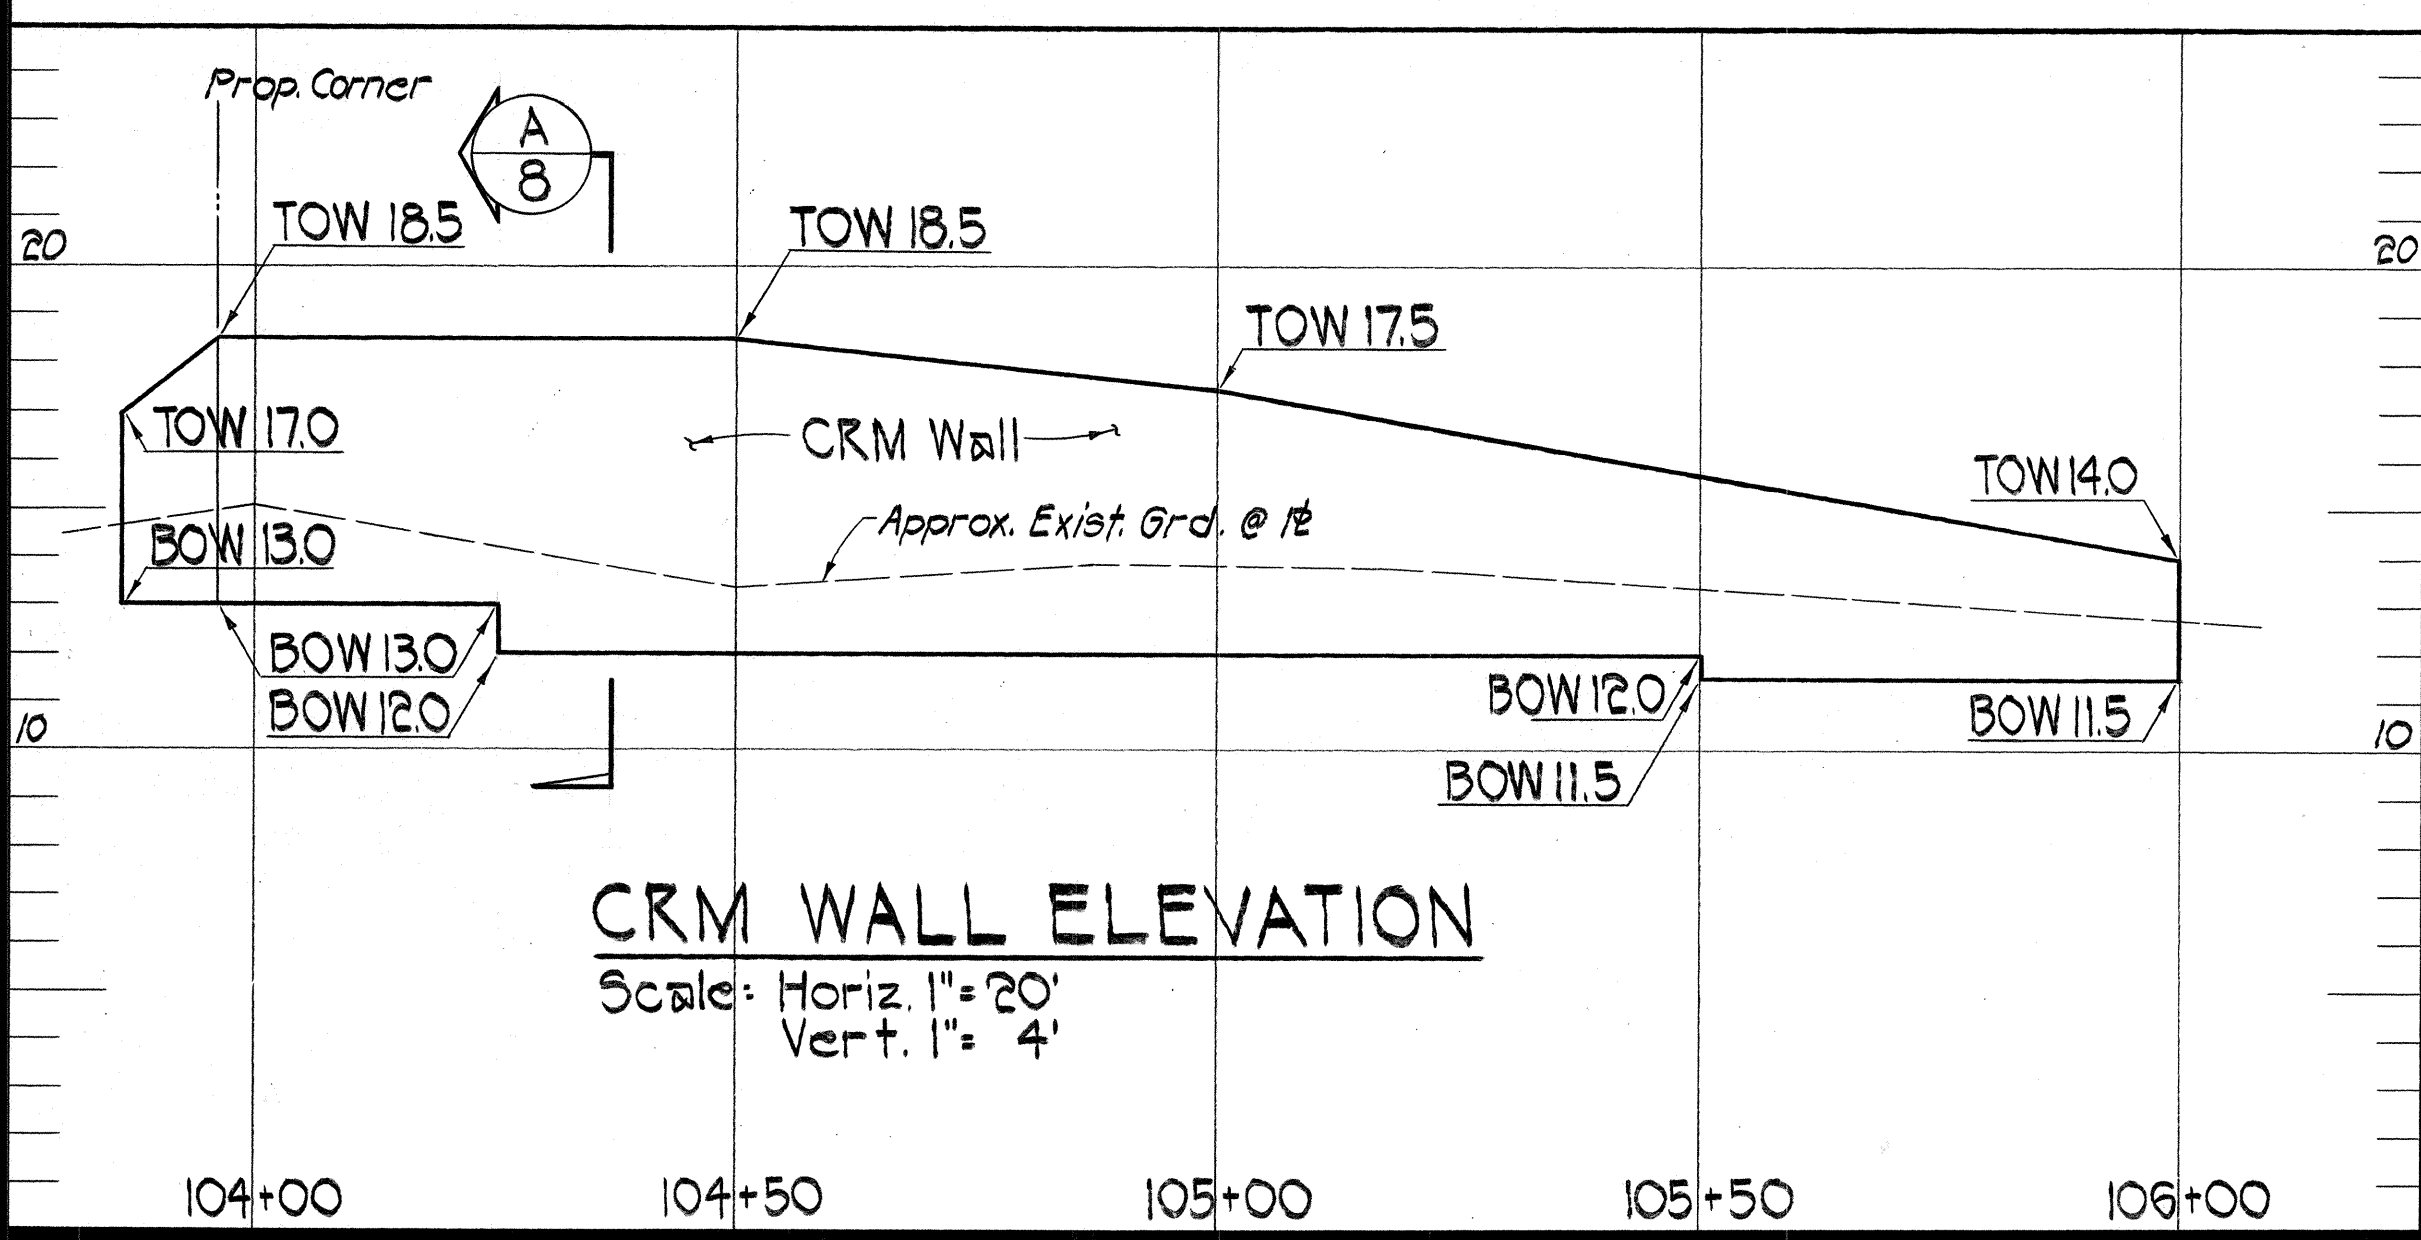 Prop. Corner
A
8
TOW 18.5
TOW 18.5
20
20
TOW 17.5
TOW 17.0
CRM Wall
TOW 14.0
Approx. Exist. Grd. @ ⅊
BOW 13.0
BOW 13.0
BOW 12.0
BOW 12.0
BOW 11.5
10
10
BOW 11.5
CRM WALL ELEVATION
Scale: Horiz. 1"= 20'
Vert. 1"= 4'
104+00
104+50
105+00
105+50
106+00